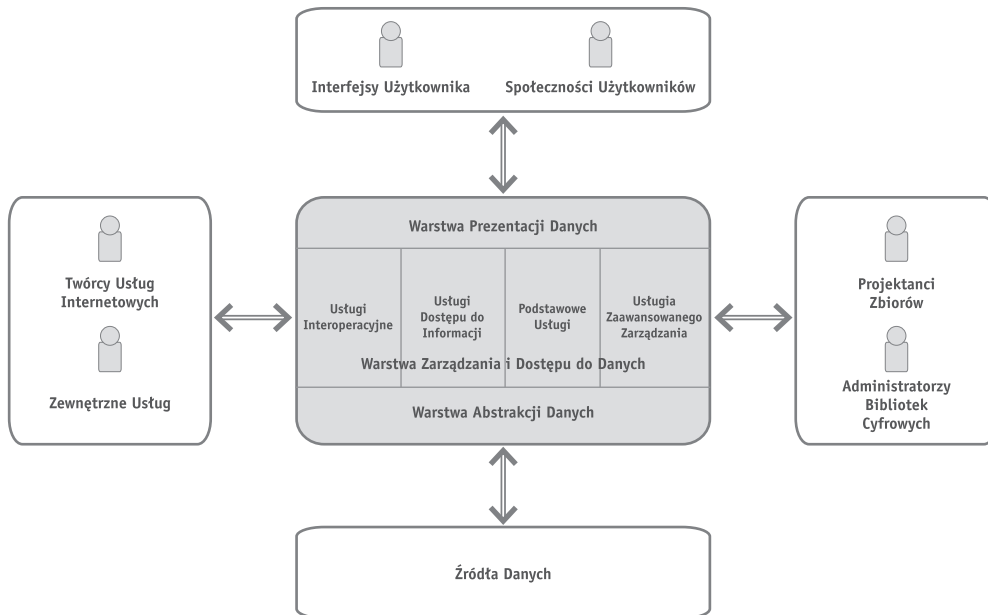 Interfejsy Użytkownika
Społeczności Użytkowników
Twórcy Usług
Internetowych
Zewnętrzne Usług
Warstwa Prezentacji Danych
Usługi
Interoperacyjne
Usługi
Dostępu do
Informacji
Podstawowe
Usługi
Usługia
Zaawansowanego
Zarządzania
Warstwa Zarządzania i Dostępu do Danych
Warstwa Abstrakcji Danych
Projektanci
Zbiorów
Administratorzy
Bibliotek
Cyfrowych
Źródła Danych